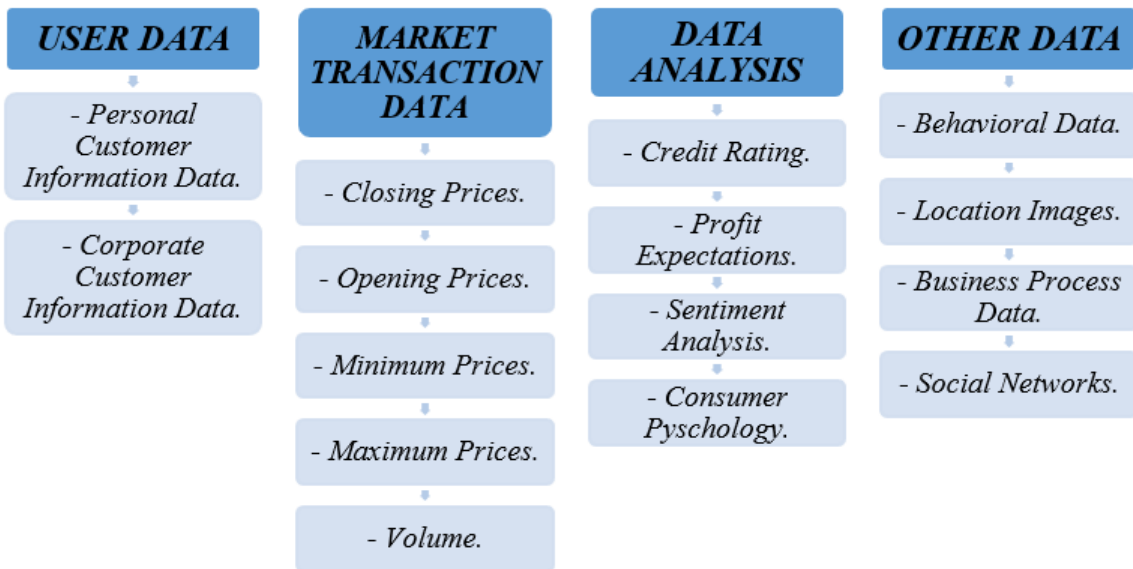 USER DATA
- Personal
Customer
Information Data.
- Corporate
Customer
Information Data.
MARKET
TRANSACTION
DATA
- Closing Prices.
- Opening Prices.
- Minimum Prices.
- Maximum Prices.
- Volume.
DATA
ANALYSIS
- Credit Rating.
- Profit
Expectations.
- Sentiment
Analysis.
- Consumer
Pyschology.
OTHER DATA
- Behavioral Data.
- Location Images.
- Business Process
Data.
- Social Networks.